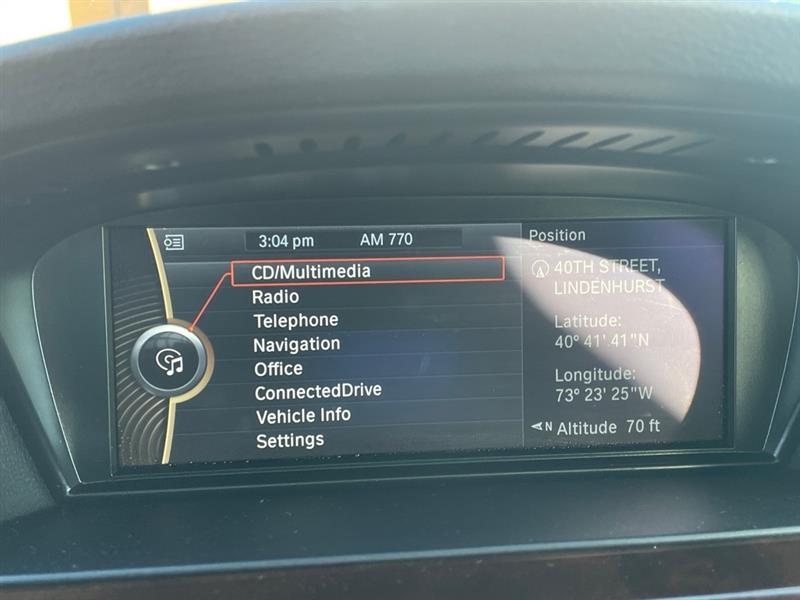 3:04 pm AM 770
CD/Multimedia
Radio
Telephone
Navigation
Office
ConnectedDrive
Vehicle Info
Settings
Position
40TH STREET,
LINDENHURST
Latitude:
40° 41' 41"N
Longitude:
73° 23' 25"W
N Altitude 70 ft